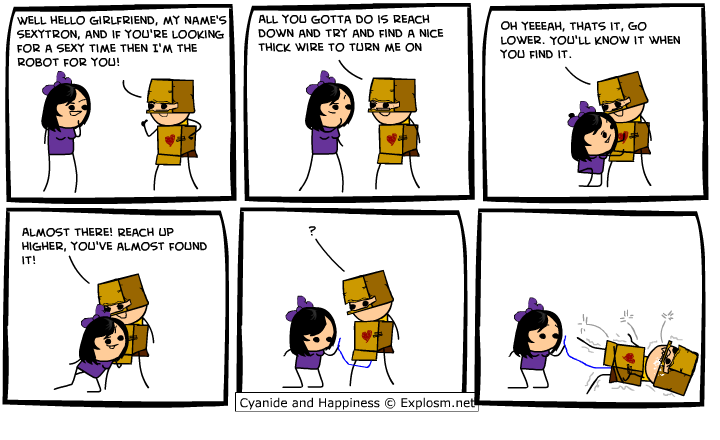 WELL HELLO GIRLFRIEND, MY NAME'S
SEXYTRON, AND IF YOU'RE LOOKING
FOR A SEXY TIME THEN I'M THE
ROBOT FOR YOU!
ALL YOU GOTTA DO IS REACH
DOWN AND TRY AND FIND A NICE
THICK WIRE TO TURN ME ON
OH YEEEAH, THATS IT, GO
LOWER. YOU'LL KNOW IT WHEN
YOU FIND IT.
ALMOST THERE! REACH UP
HIGHER, YOU'VE ALMOST FOUND
IT!
?
Cyanide and Happiness © Explosm.net